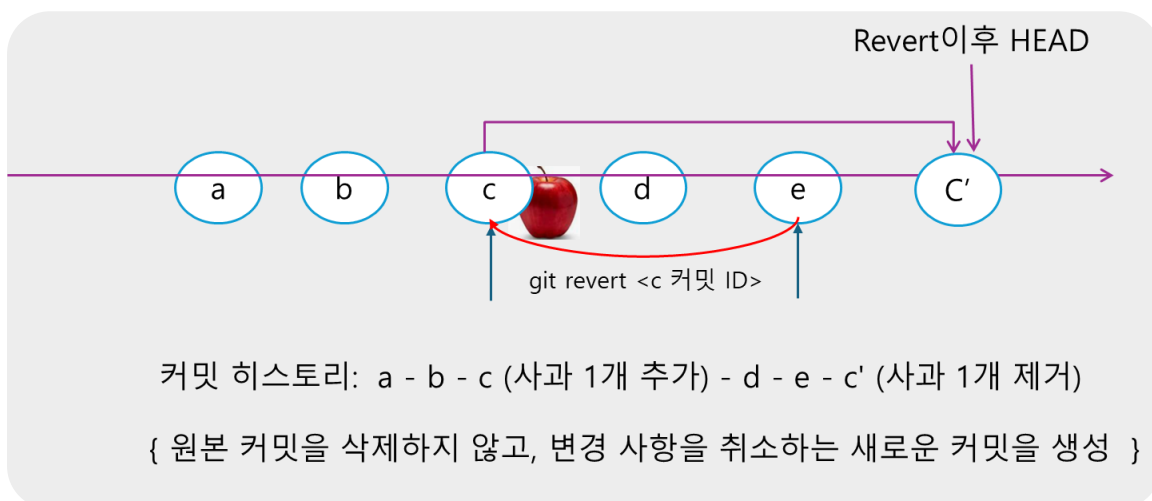 Revert이후 HEAD
a b c d e C’
git revert <c 커밋 ID>
커밋 히스토리: a - b - c (사과 1개 추가) - d - e - c' (사과 1개 제거)
{ 원본 커밋을 삭제하지 않고, 변경 사항을 취소하는 새로운 커밋을 생성 }